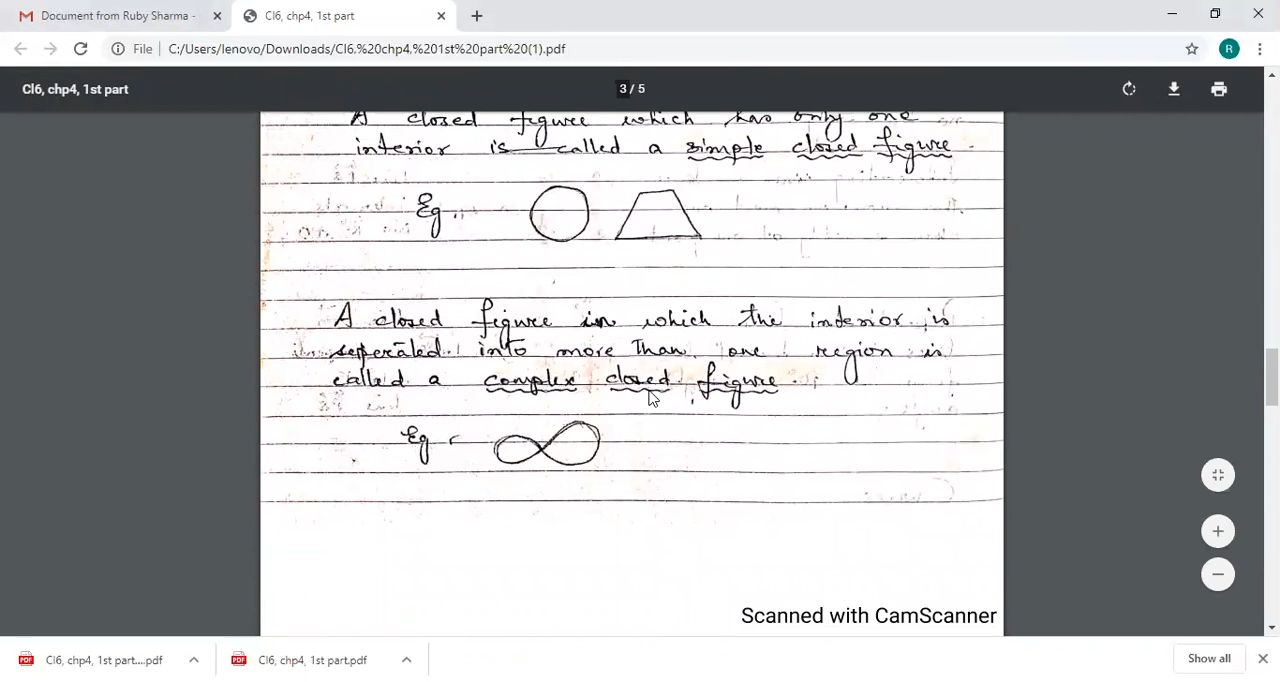 Document from Ruby Sharma -
Cl6, chp4, 1st part
File
C:/Users/lenovo/Downloads/Cl6,%20chp4,%201st%20part%20(1).pdf
R
Cl6, chp4, 1st part
3 / 5
A closed figure which has only one
interior is called a simple closed figure.
Eg.
A closed figure in which the interior is
seperated into more than one region is
called a complex closed figure.
Eg
Scanned with CamScanner
PDF Cl6, chp4, 1st part....pdf
PDF Cl6, chp4, 1st part.pdf
Show all